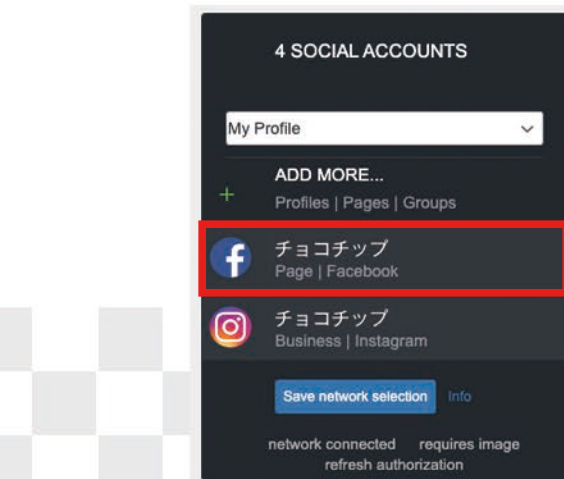 4 SOCIAL ACCOUNTS
My Profile
ADD MORE...
Profiles | Pages | Groups
チョコチップ
Page | Facebook
チョコチップ
Business | Instagram
Save network selection Info
network connected requires image
refresh authorization